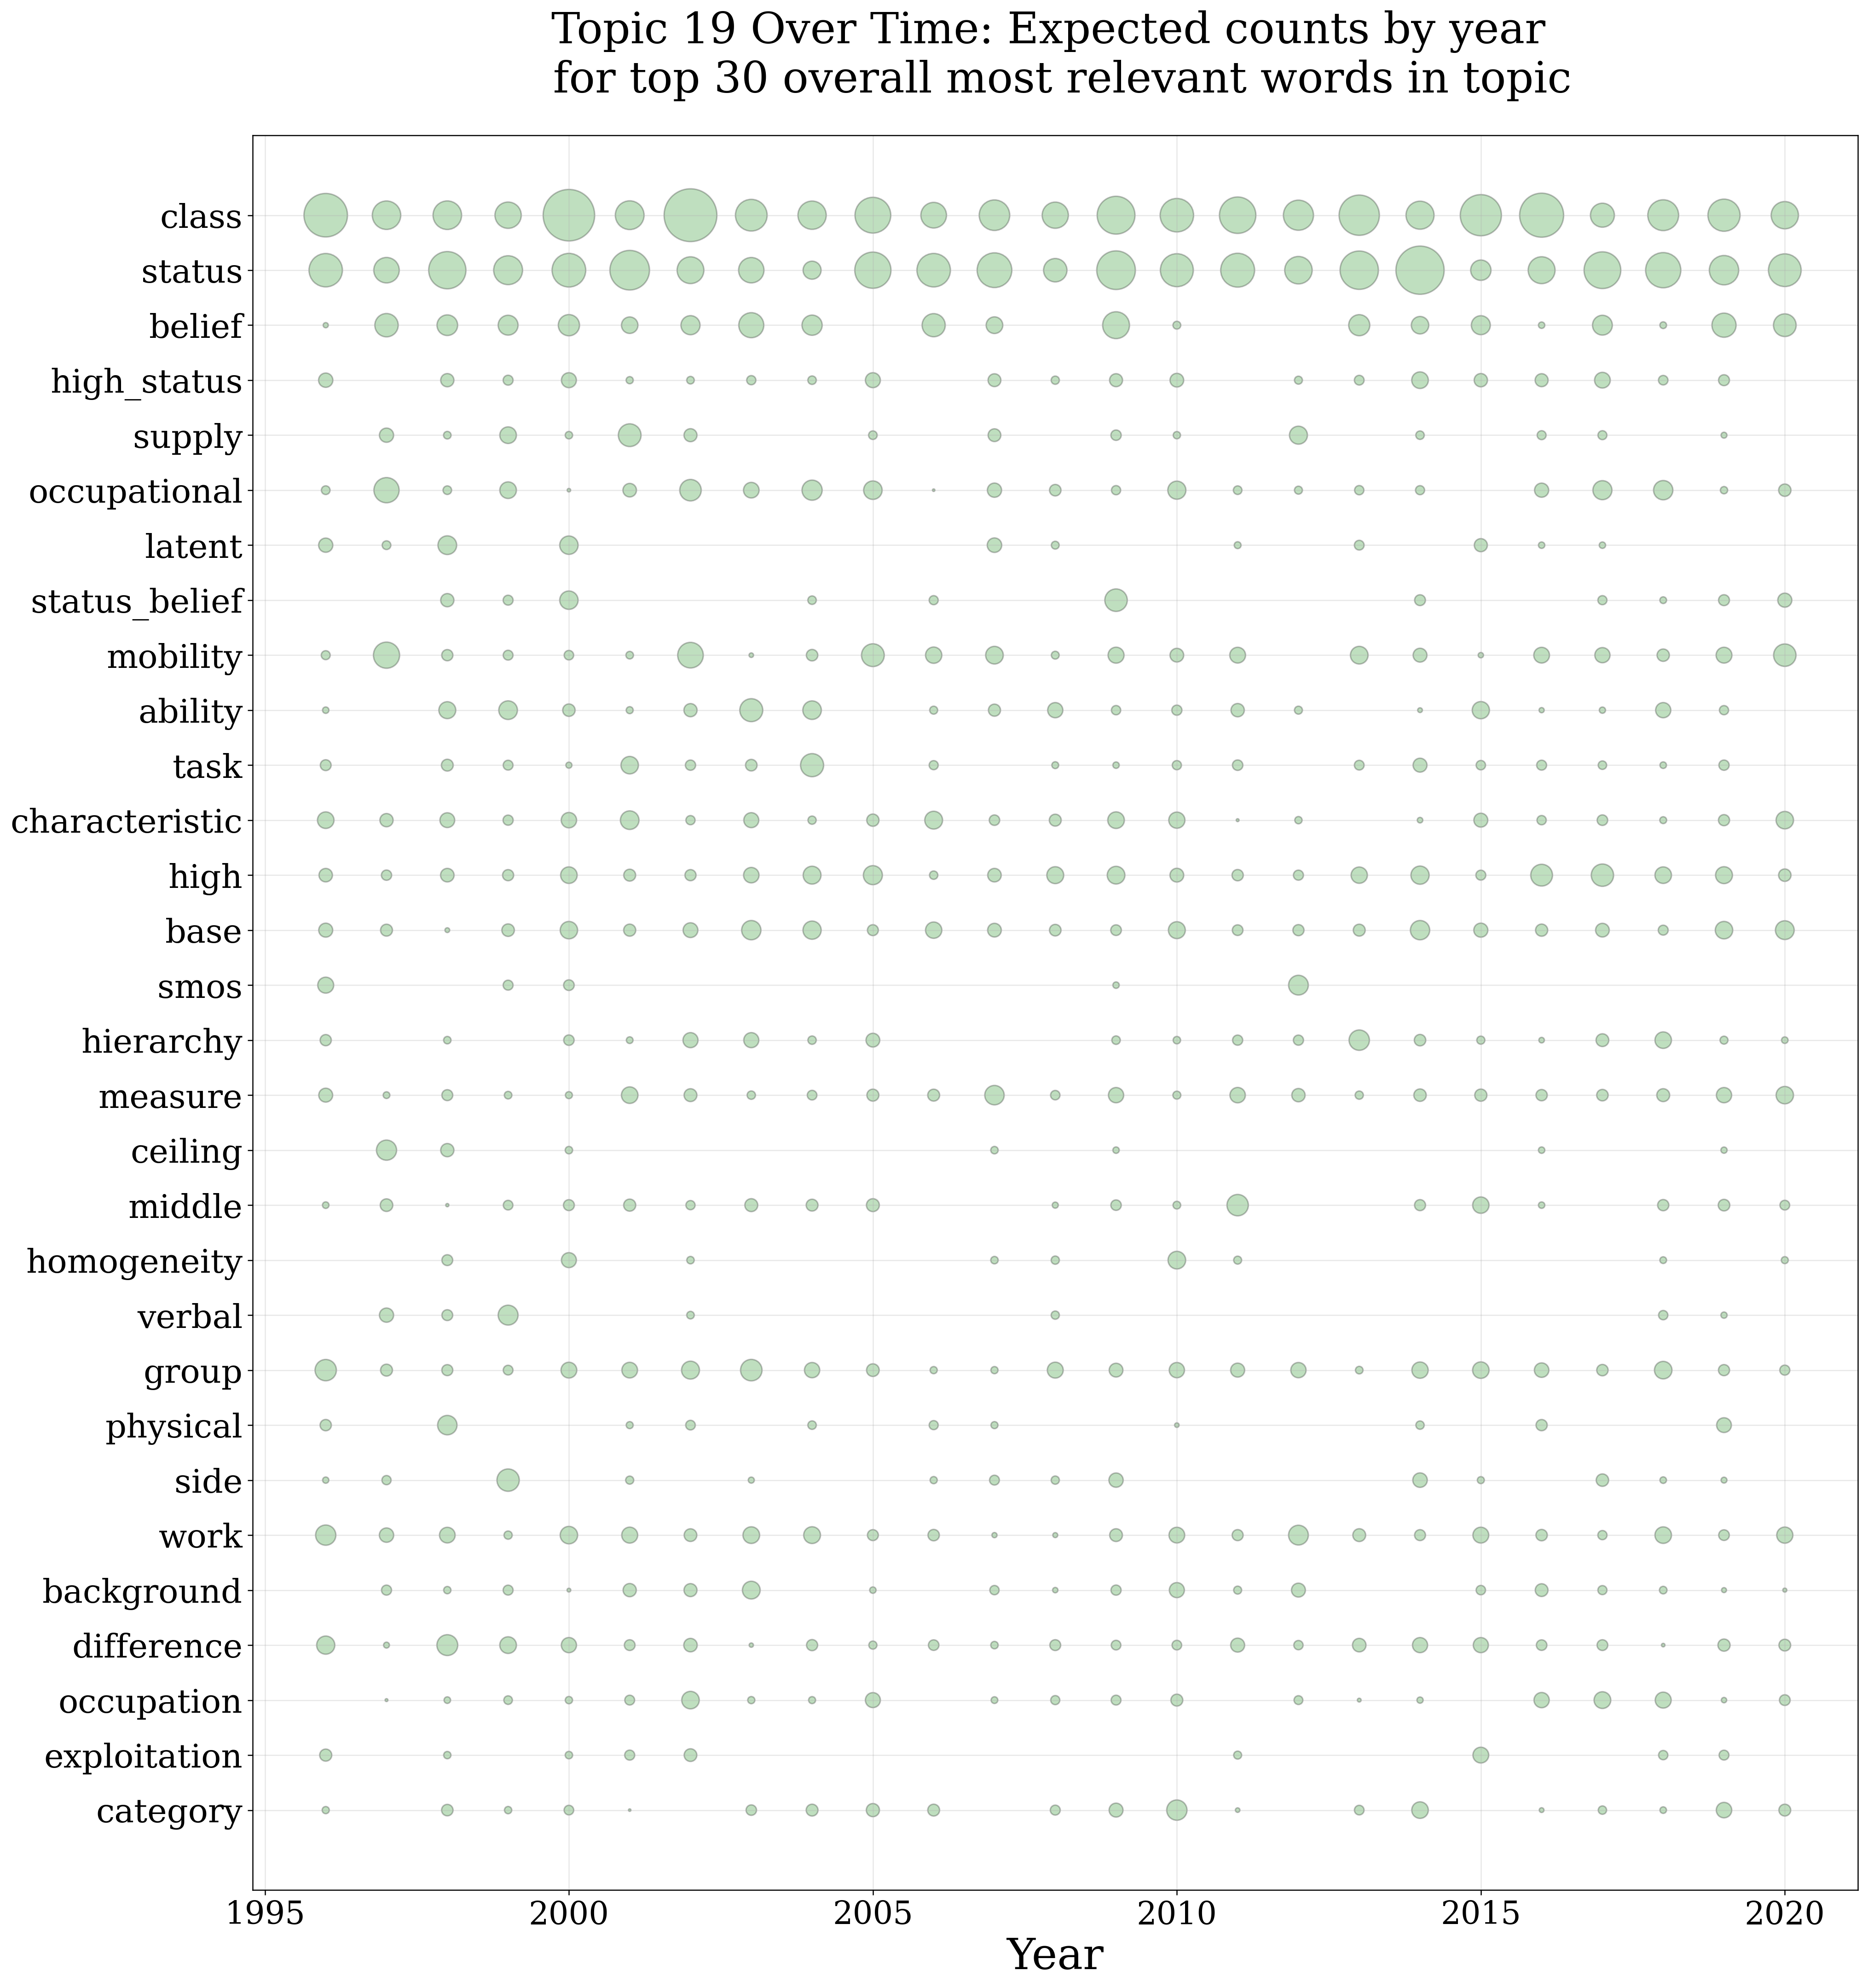 Topic 19 Over Time: Expected counts by year
for top 30 overall most relevant words in topic
class
status
belief
high_status
supply
occupational
latent
status_belief
mobility
ability
task
characteristic
high
base
smos
hierarchy
measure
ceiling
middle
homogeneity
verbal
group
physical
side
work
background
difference
occupation
exploitation
category
1995 2000 2005 2010 2015 2020
Year